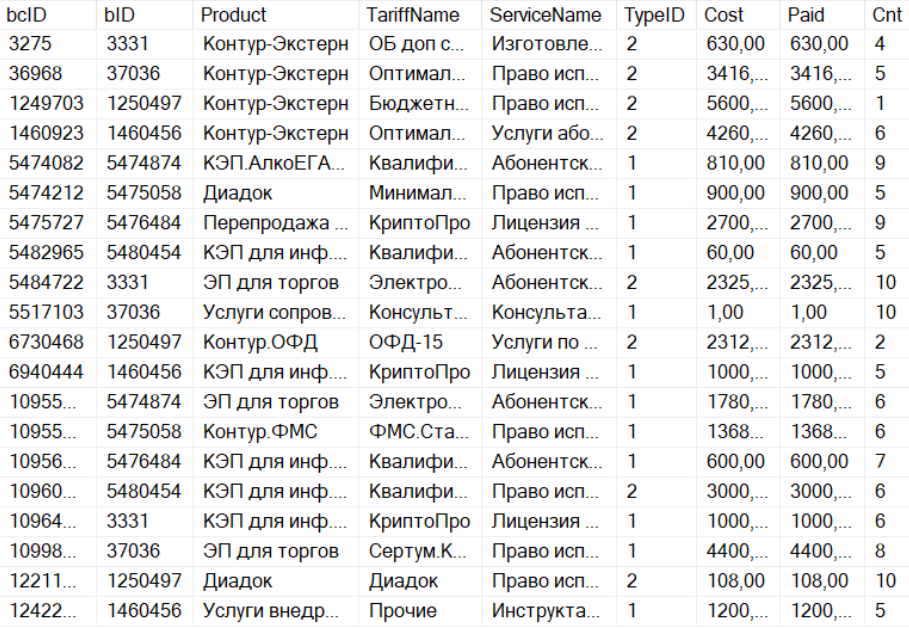 bcID bID Product TariffName ServiceName TypeID Cost Paid Cnt
3275 3331 Контур-Экстерн ОБ доп с... Изготовле... 2 630,00 630,00 4
36968 37036 Контур-Экстерн Оптимал... Право исп... 2 3416,... 3416,... 5
1249703 1250497 Контур-Экстерн Бюджетн... Право исп... 2 5600,... 5600,... 1
1460923 1460456 Контур-Экстерн Оптимал... Услуги або... 2 4260,... 4260,... 6
5474082 5474874 КЭП.АлкоЕГА... Квалифи... Абонентск... 1 810,00 810,00 9
5474212 5475058 Диадок Минимал... Право исп... 1 900,00 900,00 5
5475727 5476484 Перепродажа ... КриптоПро Лицензия ... 1 2700,... 2700,... 9
5482965 5480454 КЭП для инф.... Квалифи... Абонентск... 1 60,00 60,00 5
5484722 3331 ЭП для торгов Электро... Абонентск... 2 2325,... 2325,... 10
5517103 37036 Услуги сопров... Консульт... Консульта... 1 1,00 1,00 10
6730468 1250497 Контур.ОФД ОФД-15 Услуги по ... 2 2312,... 2312,... 2
6940444 1460456 КЭП для инф.... КриптоПро Лицензия ... 1 1000,... 1000,... 5
10955... 5474874 ЭП для торгов Электро... Абонентск... 1 1780,... 1780,... 6
10955... 5475058 Контур.ФМС ФМС.Ста... Право исп... 1 1368... 1368... 6
10956... 5476484 КЭП для инф.... Квалифи... Абонентск... 1 600,00 600,00 7
10960... 5480454 КЭП для инф.... Квалифи... Право исп... 2 3000,... 3000,... 6
10964... 3331 КЭП для инф.... КриптоПро Лицензия ... 1 1000,... 1000,... 6
10998... 37036 ЭП для торгов Сертум.К... Право исп... 1 4400,... 4400,... 8
12211... 1250497 Диадок Диадок Право исп... 2 108,00 108,00 10
12422... 1460456 Услуги внедр... Прочие Инструкта... 1 1200,... 1200,... 5